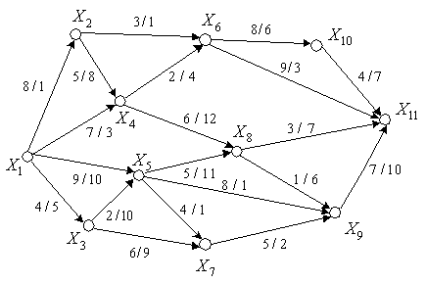 X2
3 / 1
X6
8 / 6
X10
5 / 8
9 / 3
8 / 1
2 / 4
4 / 7
X4
X11
7 / 3
6 / 12
X8
3 / 7
X1
X5
9 / 10
5 / 11
7 / 10
8 / 1
1 / 6
4 / 5
2 / 10
4 / 1
X3
X9
6 / 9
5 / 2
X7